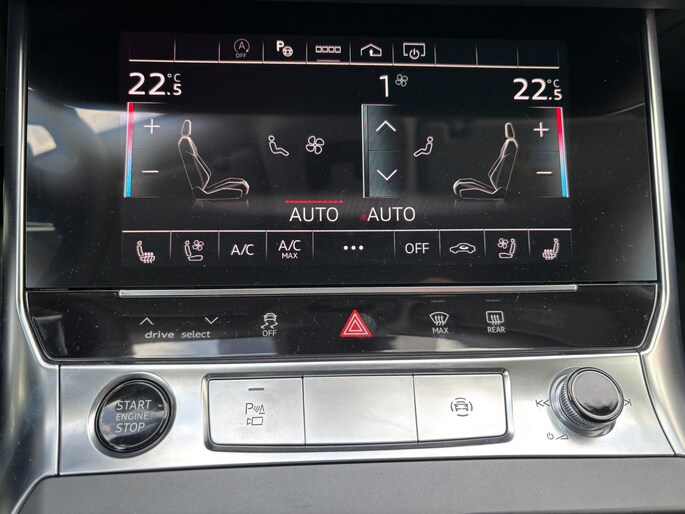 A
OFF
P
22.5°C
1
22.5°C
+
−
+
−
AUTO
AUTO
A/C
A/C
MAX
...
OFF
drive select
OFF
MAX
REAR
START
ENGINE
STOP
P